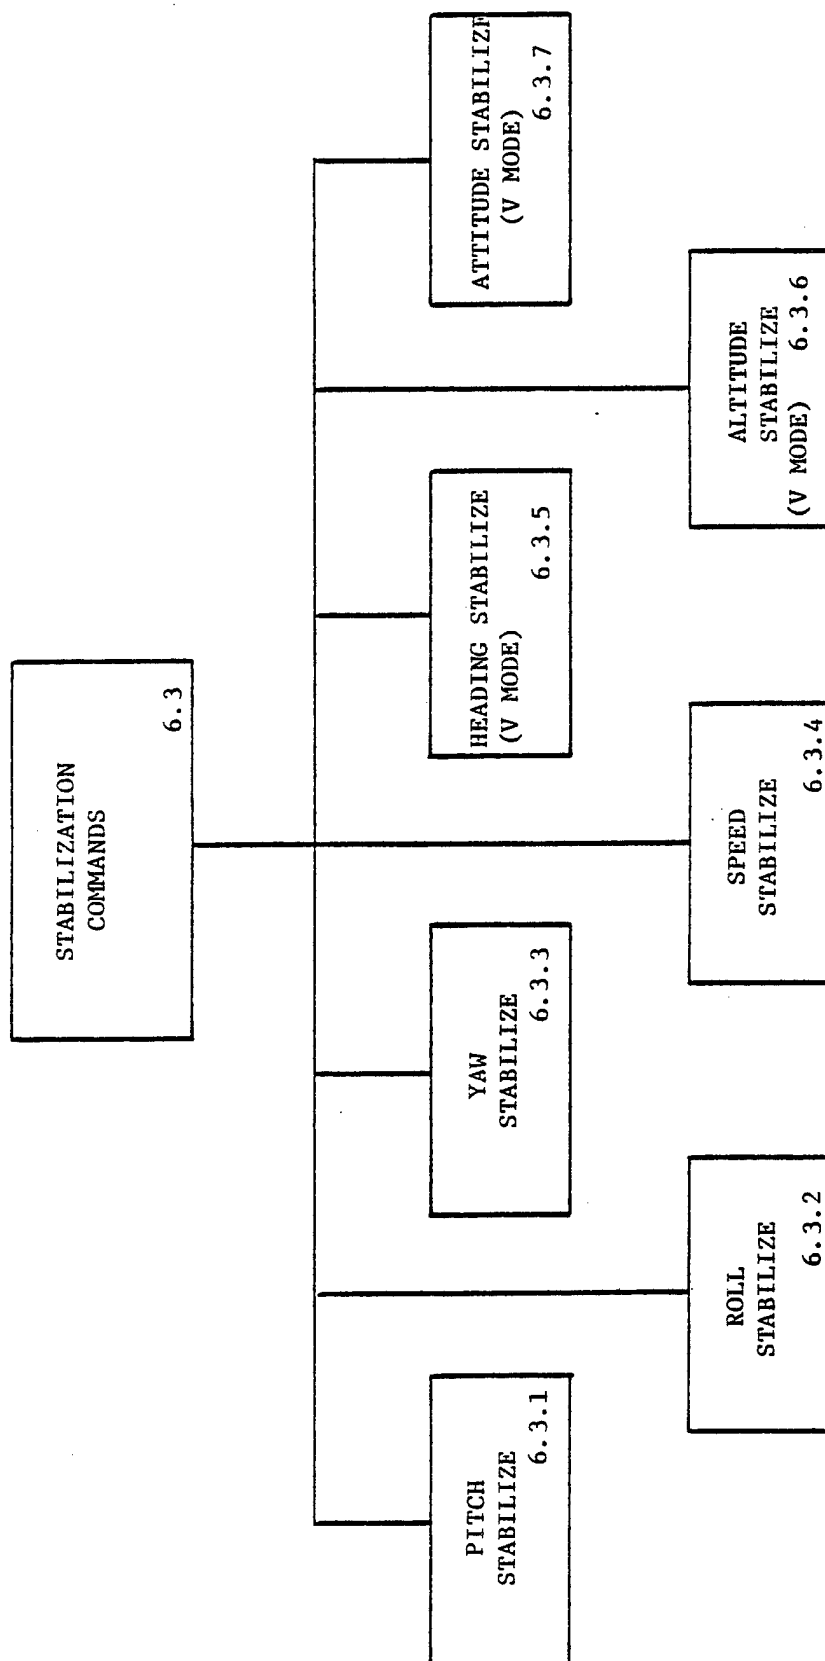 STABILIZATION
COMMANDS
6.3
PITCH
STABILIZE
6.3.1
ROLL
STABILIZE
6.3.2
YAW
STABILIZE
6.3.3
SPEED
STABILIZE
6.3.4
HEADING STABILIZE
(V MODE)
6.3.5
ALTITUDE
STABILIZE
(V MODE) 6.3.6
ATTITUDE STABILIZE
(V MODE)
6.3.7